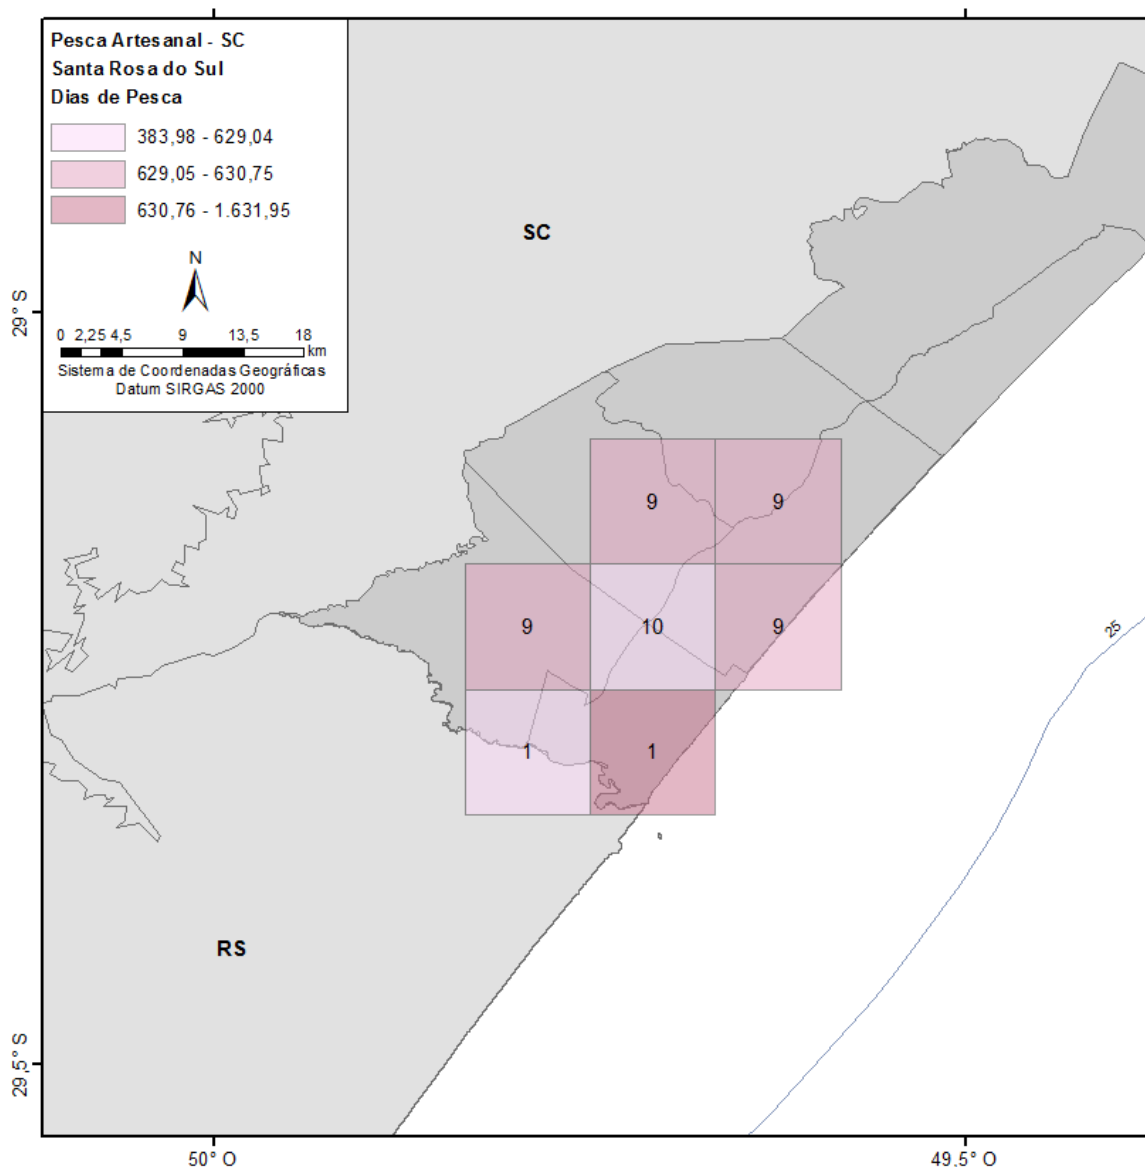 Pesca Artesanal - SC
Santa Rosa do Sul
Dias de Pesca
383,98 - 629,04
629,05 - 630,75
630,76 - 1.631,95
N
0 2,25 4,5 9 13,5 18
km
Sistema de Coordenadas Geográficas
Datum SIRGAS 2000
SC
29° S
9 9
9 10 9
25
1 1
RS
29,5° S
50° O 49,5° O